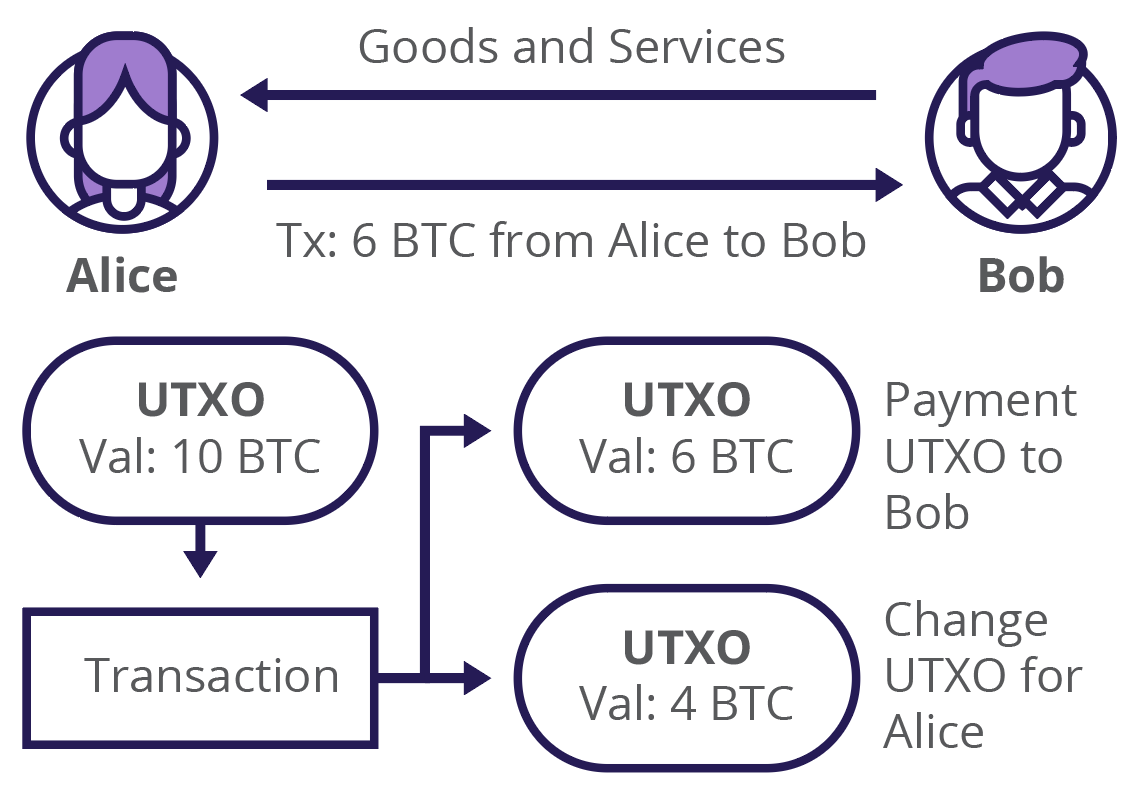 Goods and Services
Tx: 6 BTC from Alice to Bob
Alice
Bob
UTXO
Val: 10 BTC
UTXO
Val: 6 BTC
Payment
UTXO to
Bob
Transaction
UTXO
Val: 4 BTC
Change
UTXO for
Alice